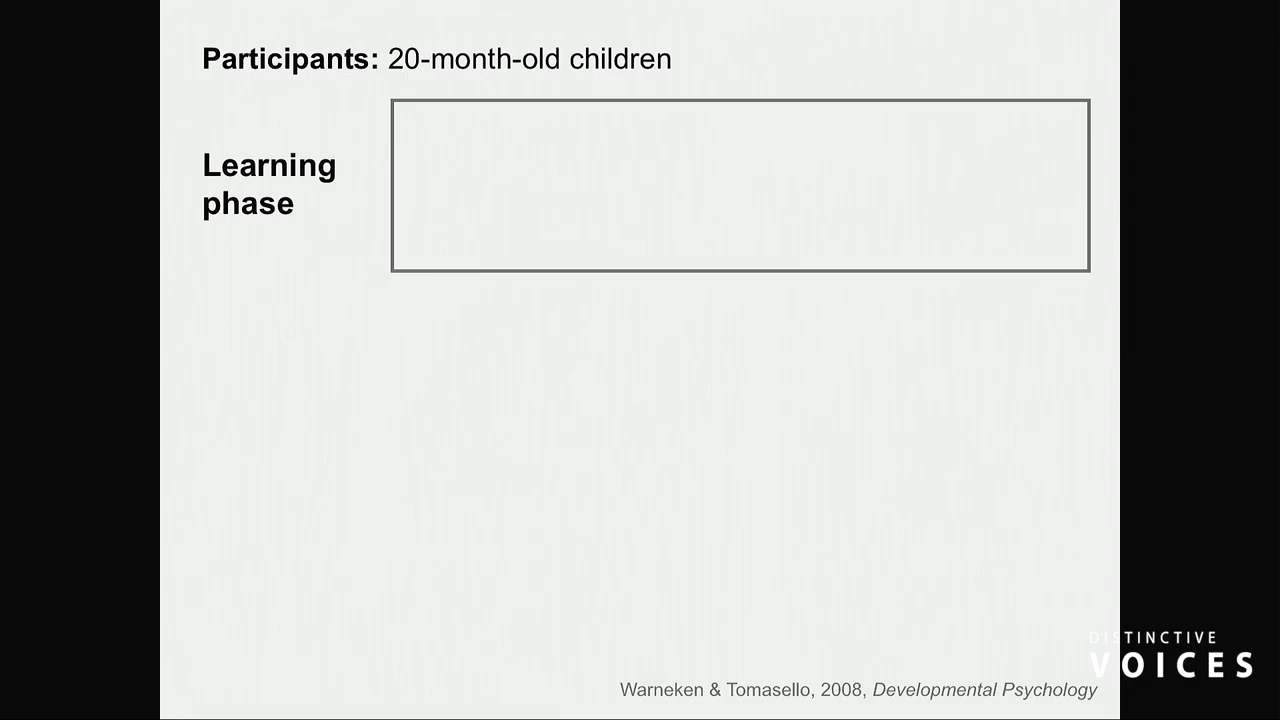 Participants: 20-month-old children
Learning
phase
Warneken & Tomasello, 2008, Developmental Psychology
DISTINCTIVE
VOICES